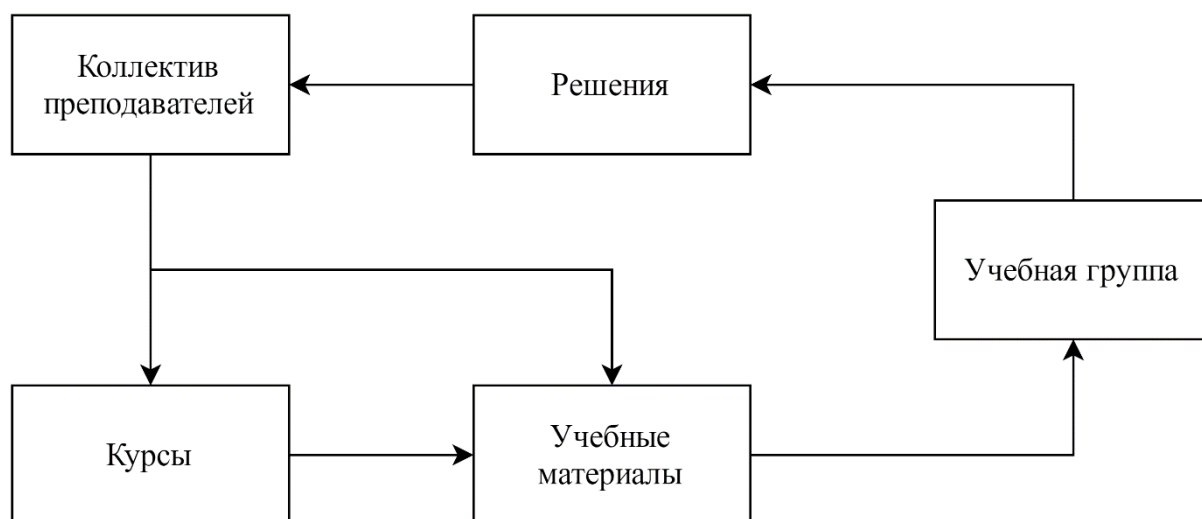 Коллектив
преподавателей
Решения
Учебная группа
Курсы
Учебные
материалы